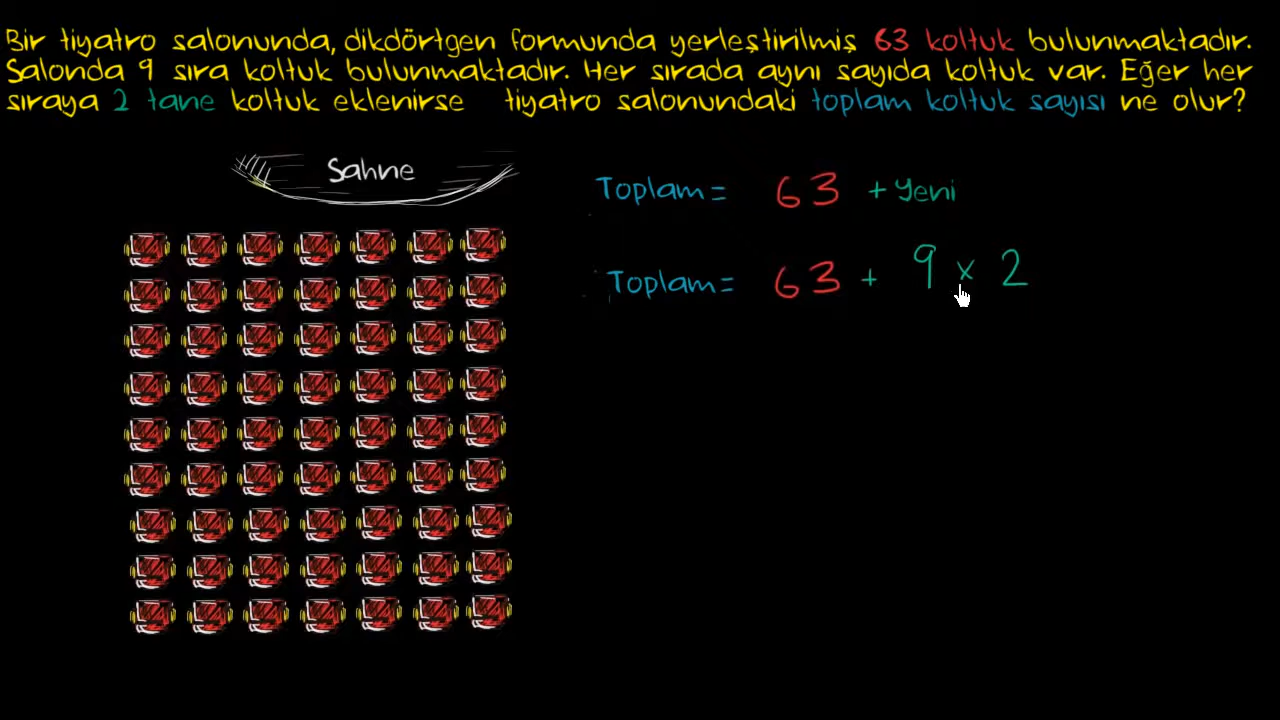 Bir tiyatro salonunda, dikdörtgen formunda yerleştirilmiş 63 koltuk bulunmaktadır.
Salonda 9 sıra koltuk bulunmaktadır. Her sırada aynı sayıda koltuk var. Eğer her
sıraya 2 tane koltuk eklenirse tiyatro salonundaki toplam koltuk sayısı ne olur?
Sahne
Toplam = 63 + Yeni
Toplam = 63 + 9 x 2